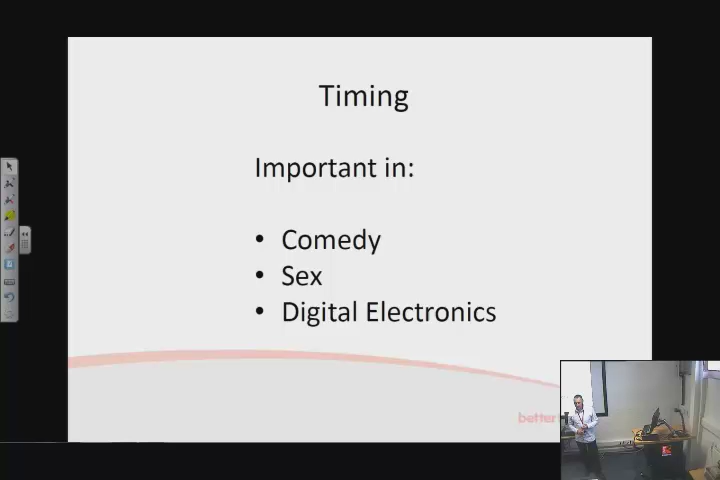 Timing
Important in:
• Comedy
• Sex
• Digital Electronics
better